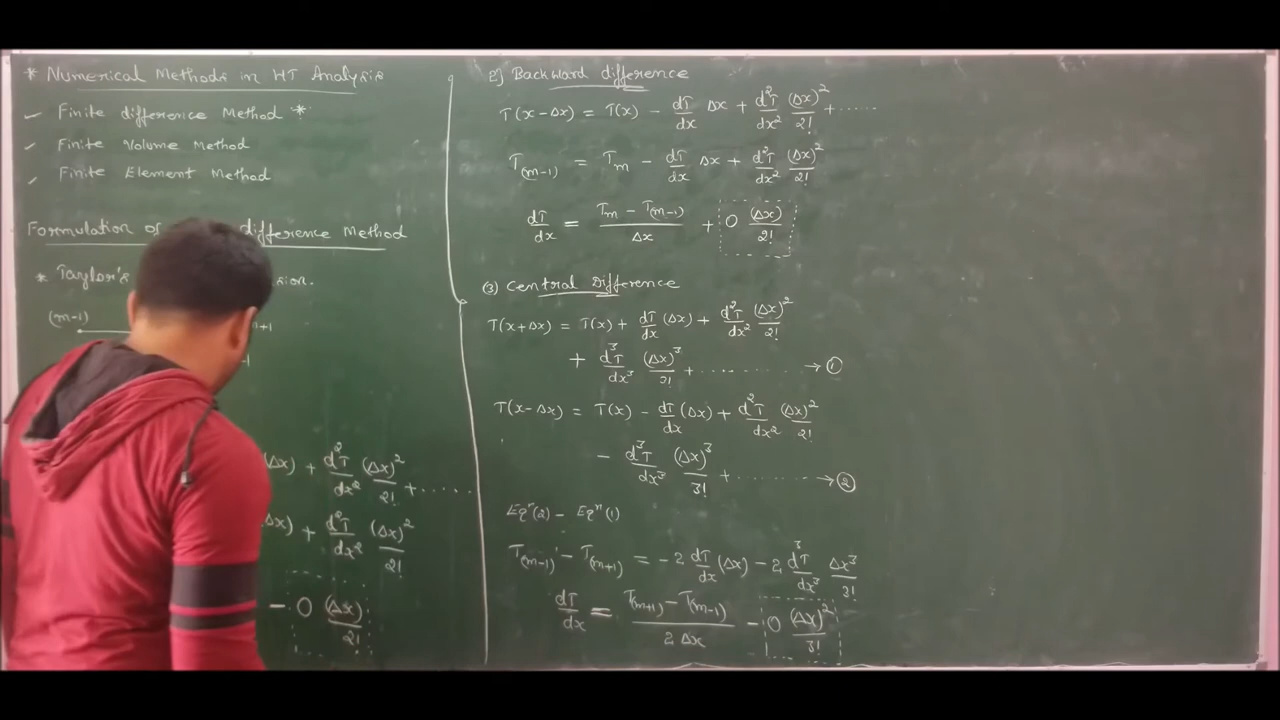 * Numerical Methods in HT Analysis
✓ Finite difference Method *
✓ Finite Volume Method
✓ Finite Element Method
Formulation of difference Method
* Taylor's
(m-1) m+1
-1
(Δx) + d²T/dx² (Δx)²/2! + ......
Δx) + d²T/dx² (Δx)²/2!
- O (Δx)/2!
2) Backward difference
T(x-Δx) = T(x) - dT/dx Δx + d²T/dx² (Δx)²/2! + ......
T(m-1) = Tm - dT/dx Δx + d²T/dx² (Δx)²/2!
dT/dx = Tm - T(m-1)/Δx + O (Δx)/2!
(3) Central Difference
T(x+Δx) = T(x) + dT/dx (Δx) + d²T/dx² (Δx)²/2!
+ d³T/dx³ (Δx)³/3! + .......... → ①
T(x-Δx) = T(x) - dT/dx (Δx) + d²T/dx² (Δx)²/2!
- d³T/dx³ (Δx)³/3! + .......... → ②
Eqⁿ(2) - Eqⁿ(1)
T(m-1) - T(m+1) = -2 dT/dx (Δx) - 2 d³T/dx³ Δx³/3!
dT/dx = T(m+1) - T(m-1)/2Δx - O (Δx)²/3!